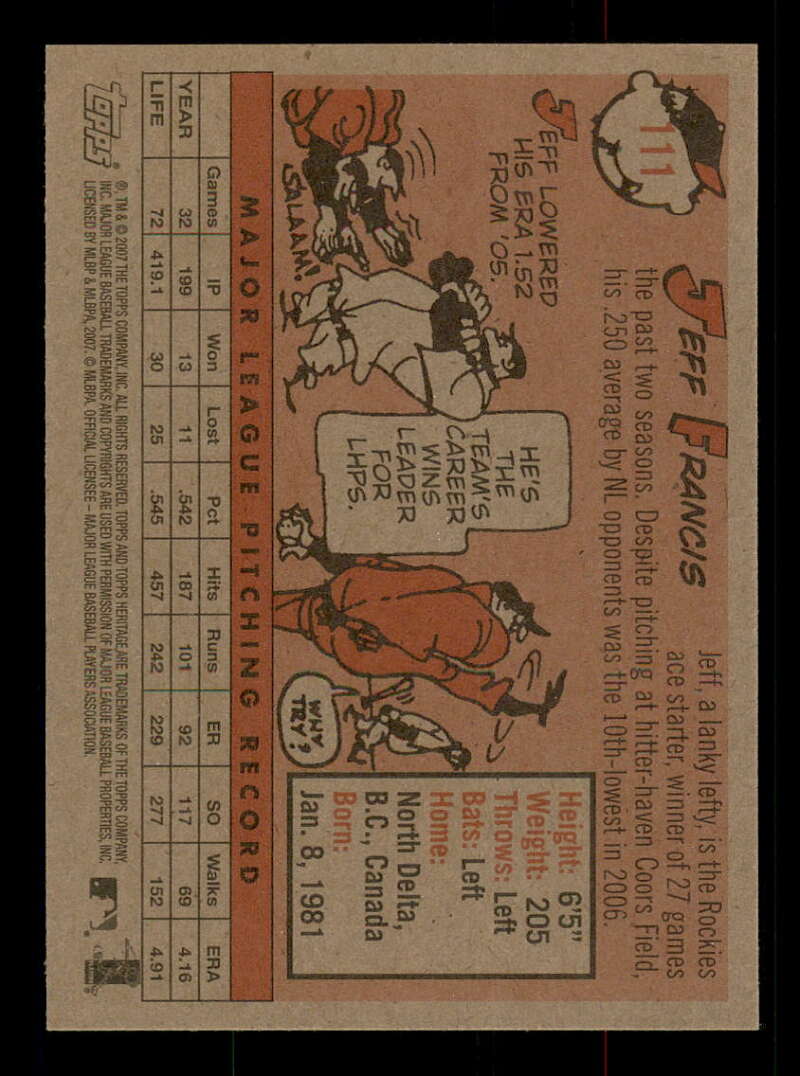 111
JEFF FRANCIS
Jeff, a lanky lefty, is the Rockies
ace starter, winner of 27 games
the past two seasons. Despite pitching at hitter-haven Coors Field,
his .250 average by NL opponents was the 10th-lowest in 2006.
JEFF LOWERED
HIS ERA 1.52
FROM '05.
SALAAM!
HE'S
THE
TEAM'S
CAREER
WINS
LEADER
FOR
LHPS.
WHY
TRY?
Height: 6'5"
Weight: 205
Throws: Left
Bats: Left
Home:
North Delta,
B.C., Canada
Born:
Jan. 8, 1981
MAJOR LEAGUE PITCHING RECORD
Games IP Won Lost Pct Hits Runs ER SO Walks ERA
YEAR 32 199 13 11 .542 187 101 92 117 69 4.16
LIFE 72 419.1 30 25 .545 457 242 229 277 152 4.91
TOPPS®
®, TM & © 2007 THE TOPPS COMPANY, INC. ALL RIGHTS RESERVED. TOPPS AND TOPPS HERITAGE ARE TRADEMARKS OF THE TOPPS COMPANY,
INC. MAJOR LEAGUE BASEBALL TRADEMARKS AND COPYRIGHTS ARE USED WITH PERMISSION OF MAJOR LEAGUE BASEBALL PROPERTIES, INC.
LICENSED BY MLBP & MLBPA, 2007. © MLBPA. OFFICIAL LICENSEE – MAJOR LEAGUE BASEBALL PLAYERS ASSOCIATION.